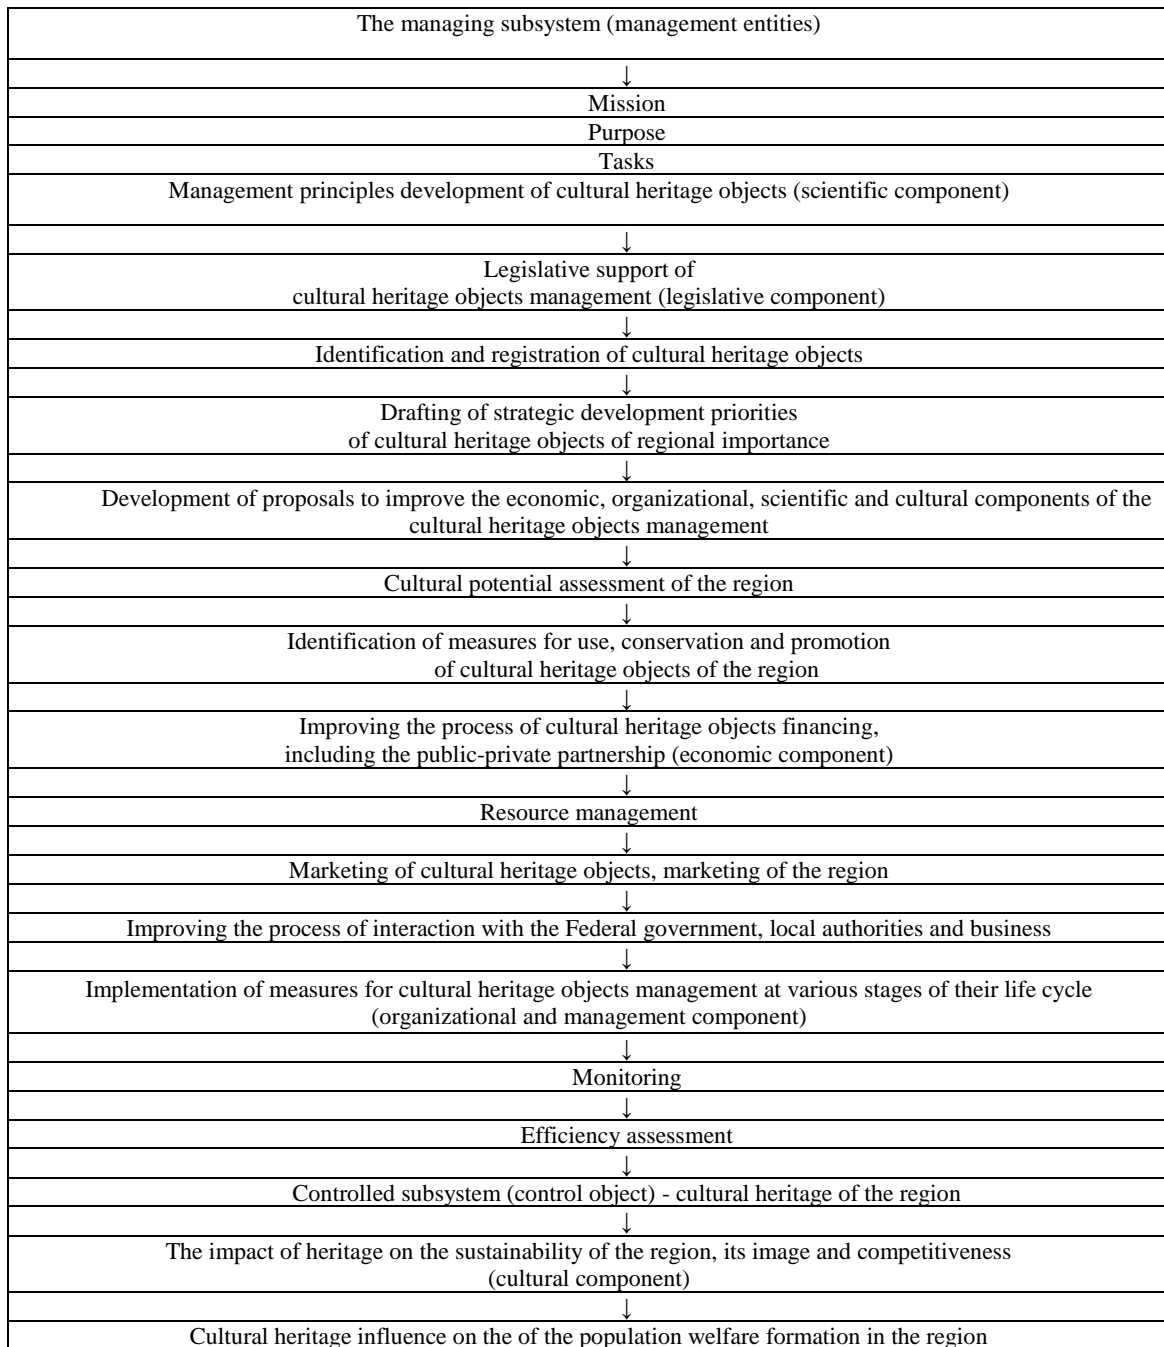 The managing subsystem (management entities)
↓
Mission
Purpose
Tasks
Management principles development of cultural heritage objects (scientific component)
↓
Legislative support of
cultural heritage objects management (legislative component)
↓
Identification and registration of cultural heritage objects
↓
Drafting of strategic development priorities
of cultural heritage objects of regional importance
↓
Development of proposals to improve the economic, organizational, scientific and cultural components of the
cultural heritage objects management
↓
Cultural potential assessment of the region
↓
Identification of measures for use, conservation and promotion
of cultural heritage objects of the region
↓
Improving the process of cultural heritage objects financing,
including the public-private partnership (economic component)
↓
Resource management
↓
Marketing of cultural heritage objects, marketing of the region
↓
Improving the process of interaction with the Federal government, local authorities and business
↓
Implementation of measures for cultural heritage objects management at various stages of their life cycle
(organizational and management component)
↓
Monitoring
↓
Efficiency assessment
↓
Controlled subsystem (control object) - cultural heritage of the region
↓
The impact of heritage on the sustainability of the region, its image and competitiveness
(cultural component)
↓
Cultural heritage influence on the of the population welfare formation in the region